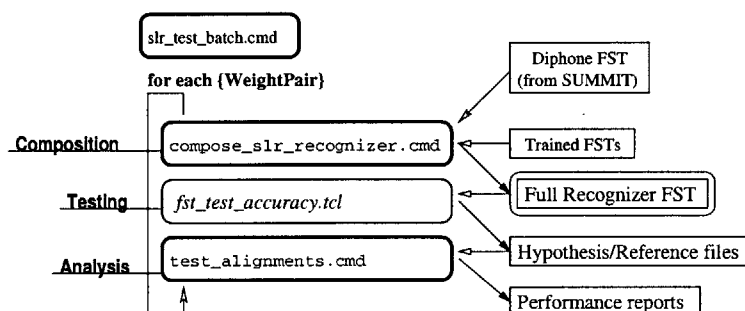 slr_test_batch.cmd
for each {WeightPair}
Diphone FST
(from SUMMIT)
Composition
compose_slr_recognizer.cmd
Trained FSTs
Testing
fst_test_accuracy.tcl
Full Recognizer FST
Analysis
test_alignments.cmd
Hypothesis/Reference files
Performance reports